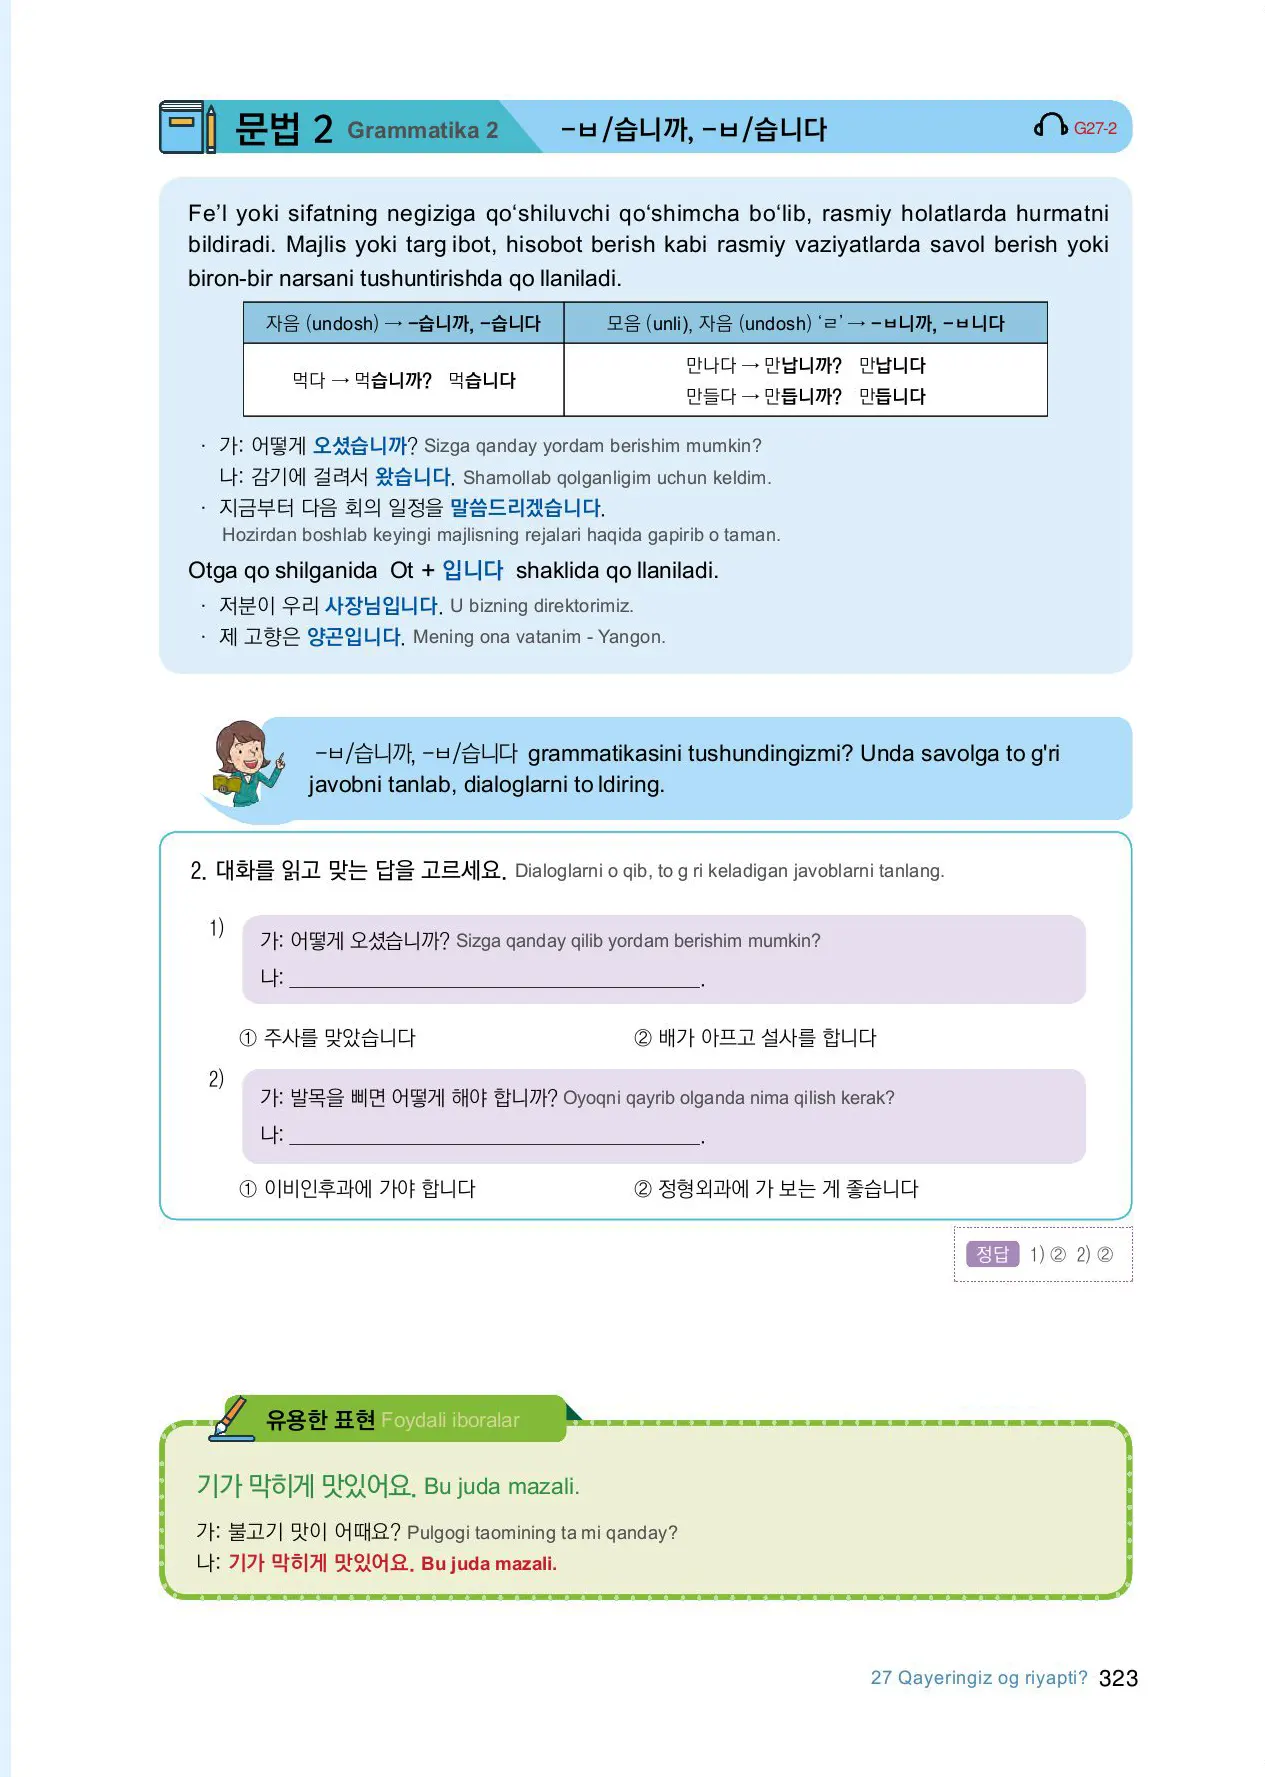 문법 2 Grammatika 2 –ㅂ/습니까, –ㅂ/습니다 G27-2
Fe’l yoki sifatning negiziga qo‘shiluvchi qo‘shimcha bo‘lib, rasmiy holatlarda hurmatni
bildiradi. Majlis yoki targ ibot, hisobot berish kabi rasmiy vaziyatlarda savol berish yoki
biron-bir narsani tushuntirishda qo llaniladi.
자음 (undosh) → –습니까, –습니다 모음 (unli), 자음 (undosh) ‘ㄹ’ → –ㅂ니까, –ㅂ니다
먹다 → 먹습니까? 먹습니다
만나다 → 만납니까? 만납니다
만들다 → 만듭니까? 만듭니다
· 가: 어떻게 오셨습니까? Sizga qanday yordam berishim mumkin?
나: 감기에 걸려서 왔습니다. Shamollab qolganligim uchun keldim.
· 지금부터 다음 회의 일정을 말씀드리겠습니다.
Hozirdan boshlab keyingi majlisning rejalari haqida gapirib o taman.
Otga qo shilganida Ot + 입니다 shaklida qo llaniladi.
· 저분이 우리 사장님입니다. U bizning direktorimiz.
· 제 고향은 양곤입니다. Mening ona vatanim - Yangon.
–ㅂ/습니까, –ㅂ/습니다 grammatikasini tushundingizmi? Unda savolga to g'ri
javobni tanlab, dialoglarni to ldiring.
2. 대화를 읽고 맞는 답을 고르세요. Dialoglarni o qib, to g ri keladigan javoblarni tanlang.
1)
가: 어떻게 오셨습니까? Sizga qanday qilib yordam berishim mumkin?
나: ______________________.
① 주사를 맞았습니다 ② 배가 아프고 설사를 합니다
2)
가: 발목을 삐면 어떻게 해야 합니까? Oyoqni qayrib olganda nima qilish kerak?
나: ______________________.
① 이비인후과에 가야 합니다 ② 정형외과에 가 보는 게 좋습니다
정답 1) ② 2) ②
유용한 표현 Foydali iboralar
기가 막히게 맛있어요. Bu juda mazali.
가: 불고기 맛이 어때요? Pulgogi taomining ta mi qanday?
나: 기가 막히게 맛있어요. Bu juda mazali.
27 Qayeringiz og riyapti? 323